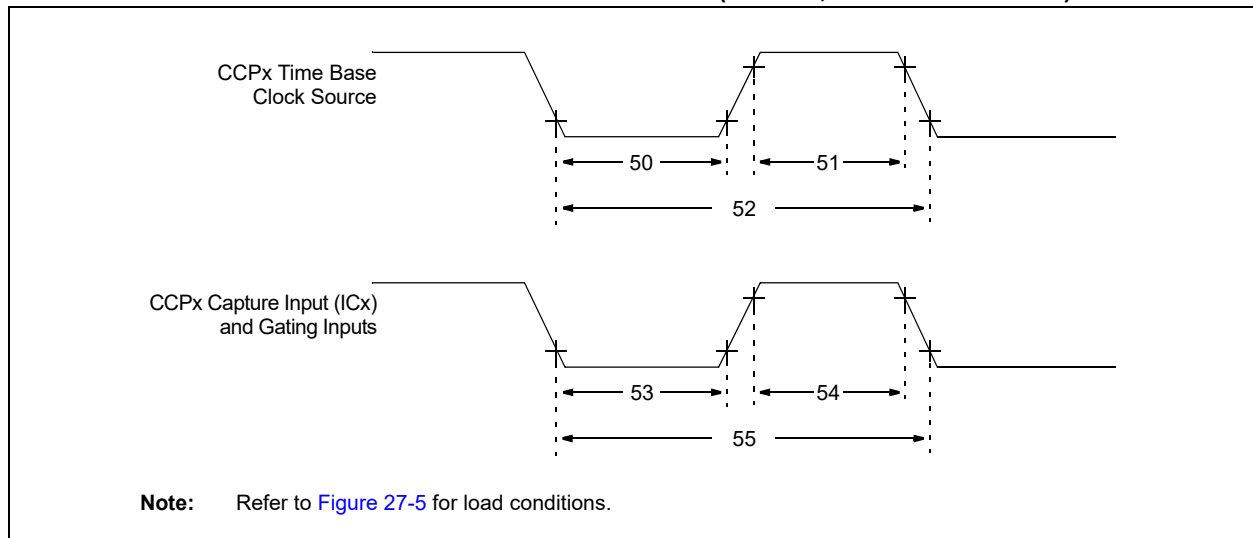 CCPx Time Base
Clock Source
50
51
52
CCPx Capture Input (ICx)
and Gating Inputs
53
54
55
Note: Refer to Figure 27-5 for load conditions.